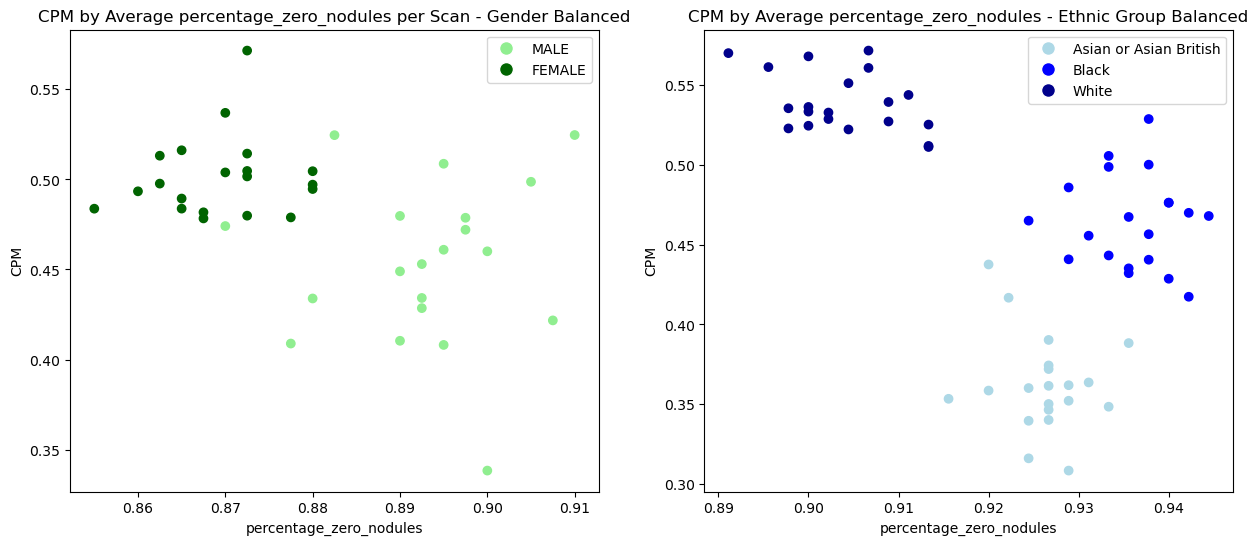 CPM by Average percentage_zero_nodules per Scan - Gender Balanced
MALE
FEMALE
CPM
0.55
0.50
0.45
0.40
0.35
0.86
0.87
0.88
0.89
0.90
0.91
percentage_zero_nodules
CPM by Average percentage_zero_nodules - Ethnic Group Balanced
Asian or Asian British
Black
White
CPM
0.55
0.50
0.45
0.40
0.35
0.30
0.89
0.90
0.91
0.92
0.93
0.94
percentage_zero_nodules